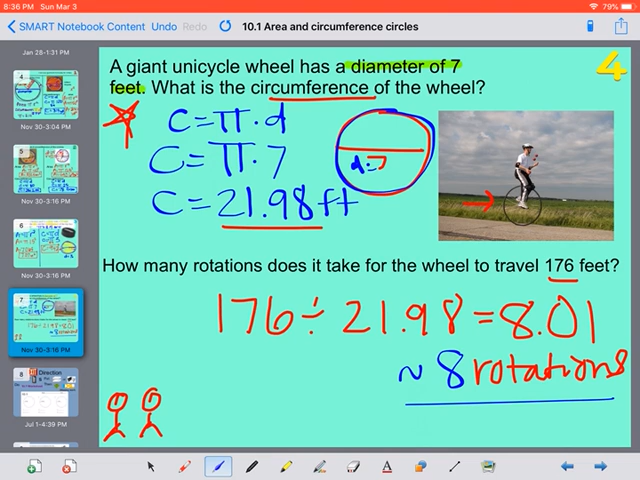 8:36 PM Sun Mar 3
79%
SMART Notebook Content Undo Redo 10.1 Area and circumference circles
Jan 28-1:31 PM
4
Nov 30-3:04 PM
5
Nov 30-3:16 PM
6
Nov 30-3:16 PM
7
Nov 30-3:16 PM
8 Direction
Jul 1-4:39 PM
A giant unicycle wheel has a diameter of 7
feet. What is the circumference of the wheel?
4
C=π·d
C=π·7
C=21.98ft
d=7
How many rotations does it take for the wheel to travel 176 feet?
176÷21.98=8.01
~8 rotations
A